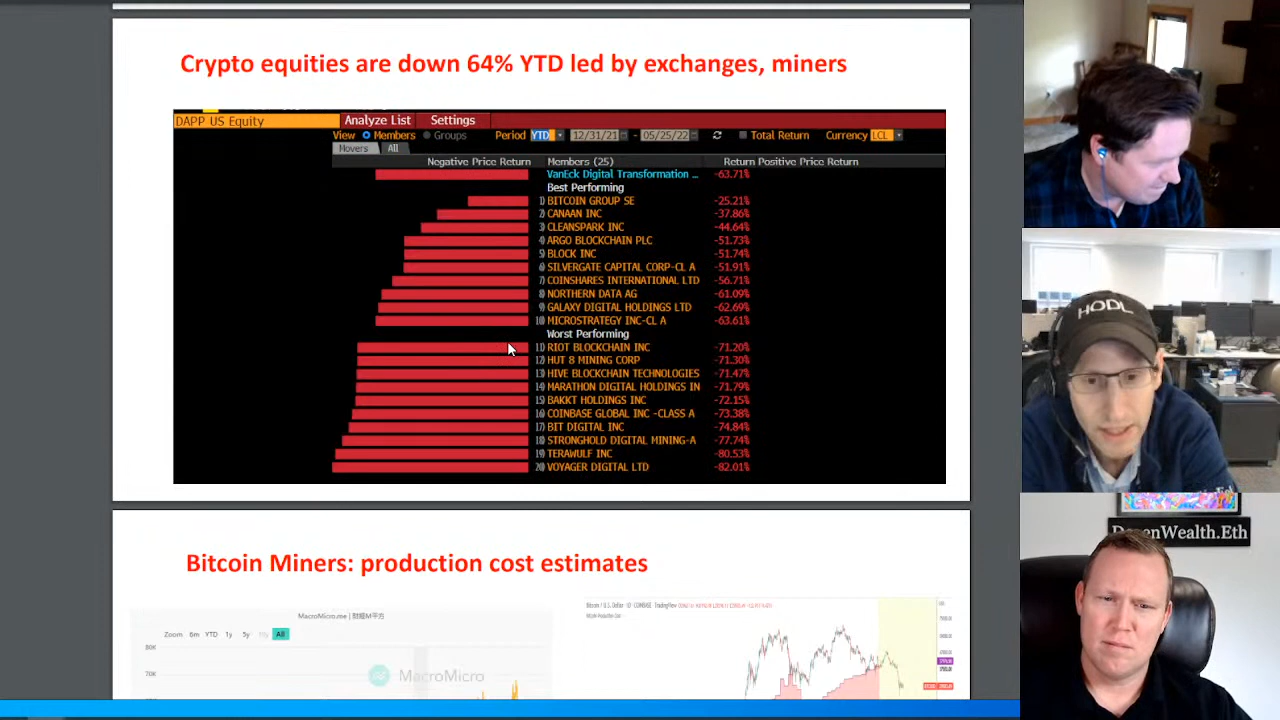 Crypto equities are down 64% YTD led by exchanges, miners
DAPP US Equity Analyze List Settings
View Members Groups Period YTD 12/31/21 - 05/25/22 Total Return Currency LCL
Movers All
Negative Price Return Members (25) Return Positive Price Return
VanEck Digital Transformation ... -63.71%
Best Performing
1) BITCOIN GROUP SE -25.21%
2) CANAAN INC -37.86%
3) CLEANSPARK INC -44.64%
4) ARGO BLOCKCHAIN PLC -51.73%
5) BLOCK INC -51.74%
6) SILVERGATE CAPITAL CORP-CL A -51.91%
7) COINSHARES INTERNATIONAL LTD -56.71%
8) NORTHERN DATA AG -61.09%
9) GALAXY DIGITAL HOLDINGS LTD -62.69%
10) MICROSTRATEGY INC-CL A -63.61%
Worst Performing
11) RIOT BLOCKCHAIN INC -71.20%
12) HUT 8 MINING CORP -71.30%
13) HIVE BLOCKCHAIN TECHNOLOGIES -71.47%
14) MARATHON DIGITAL HOLDINGS IN -71.79%
15) BAKKT HOLDINGS INC -72.15%
16) COINBASE GLOBAL INC -CLASS A -73.38%
17) BIT DIGITAL INC -74.84%
18) STRONGHOLD DIGITAL MINING-A -77.74%
19) TERAWULF INC -80.53%
20) VOYAGER DIGITAL LTD -82.01%
HODL
DegenWealth.Eth
Bitcoin Miners: production cost estimates
MacroMicro.me | 財經M平方
Zoom 6m YTD 1y 5y All
80K
70K
MacroMicro